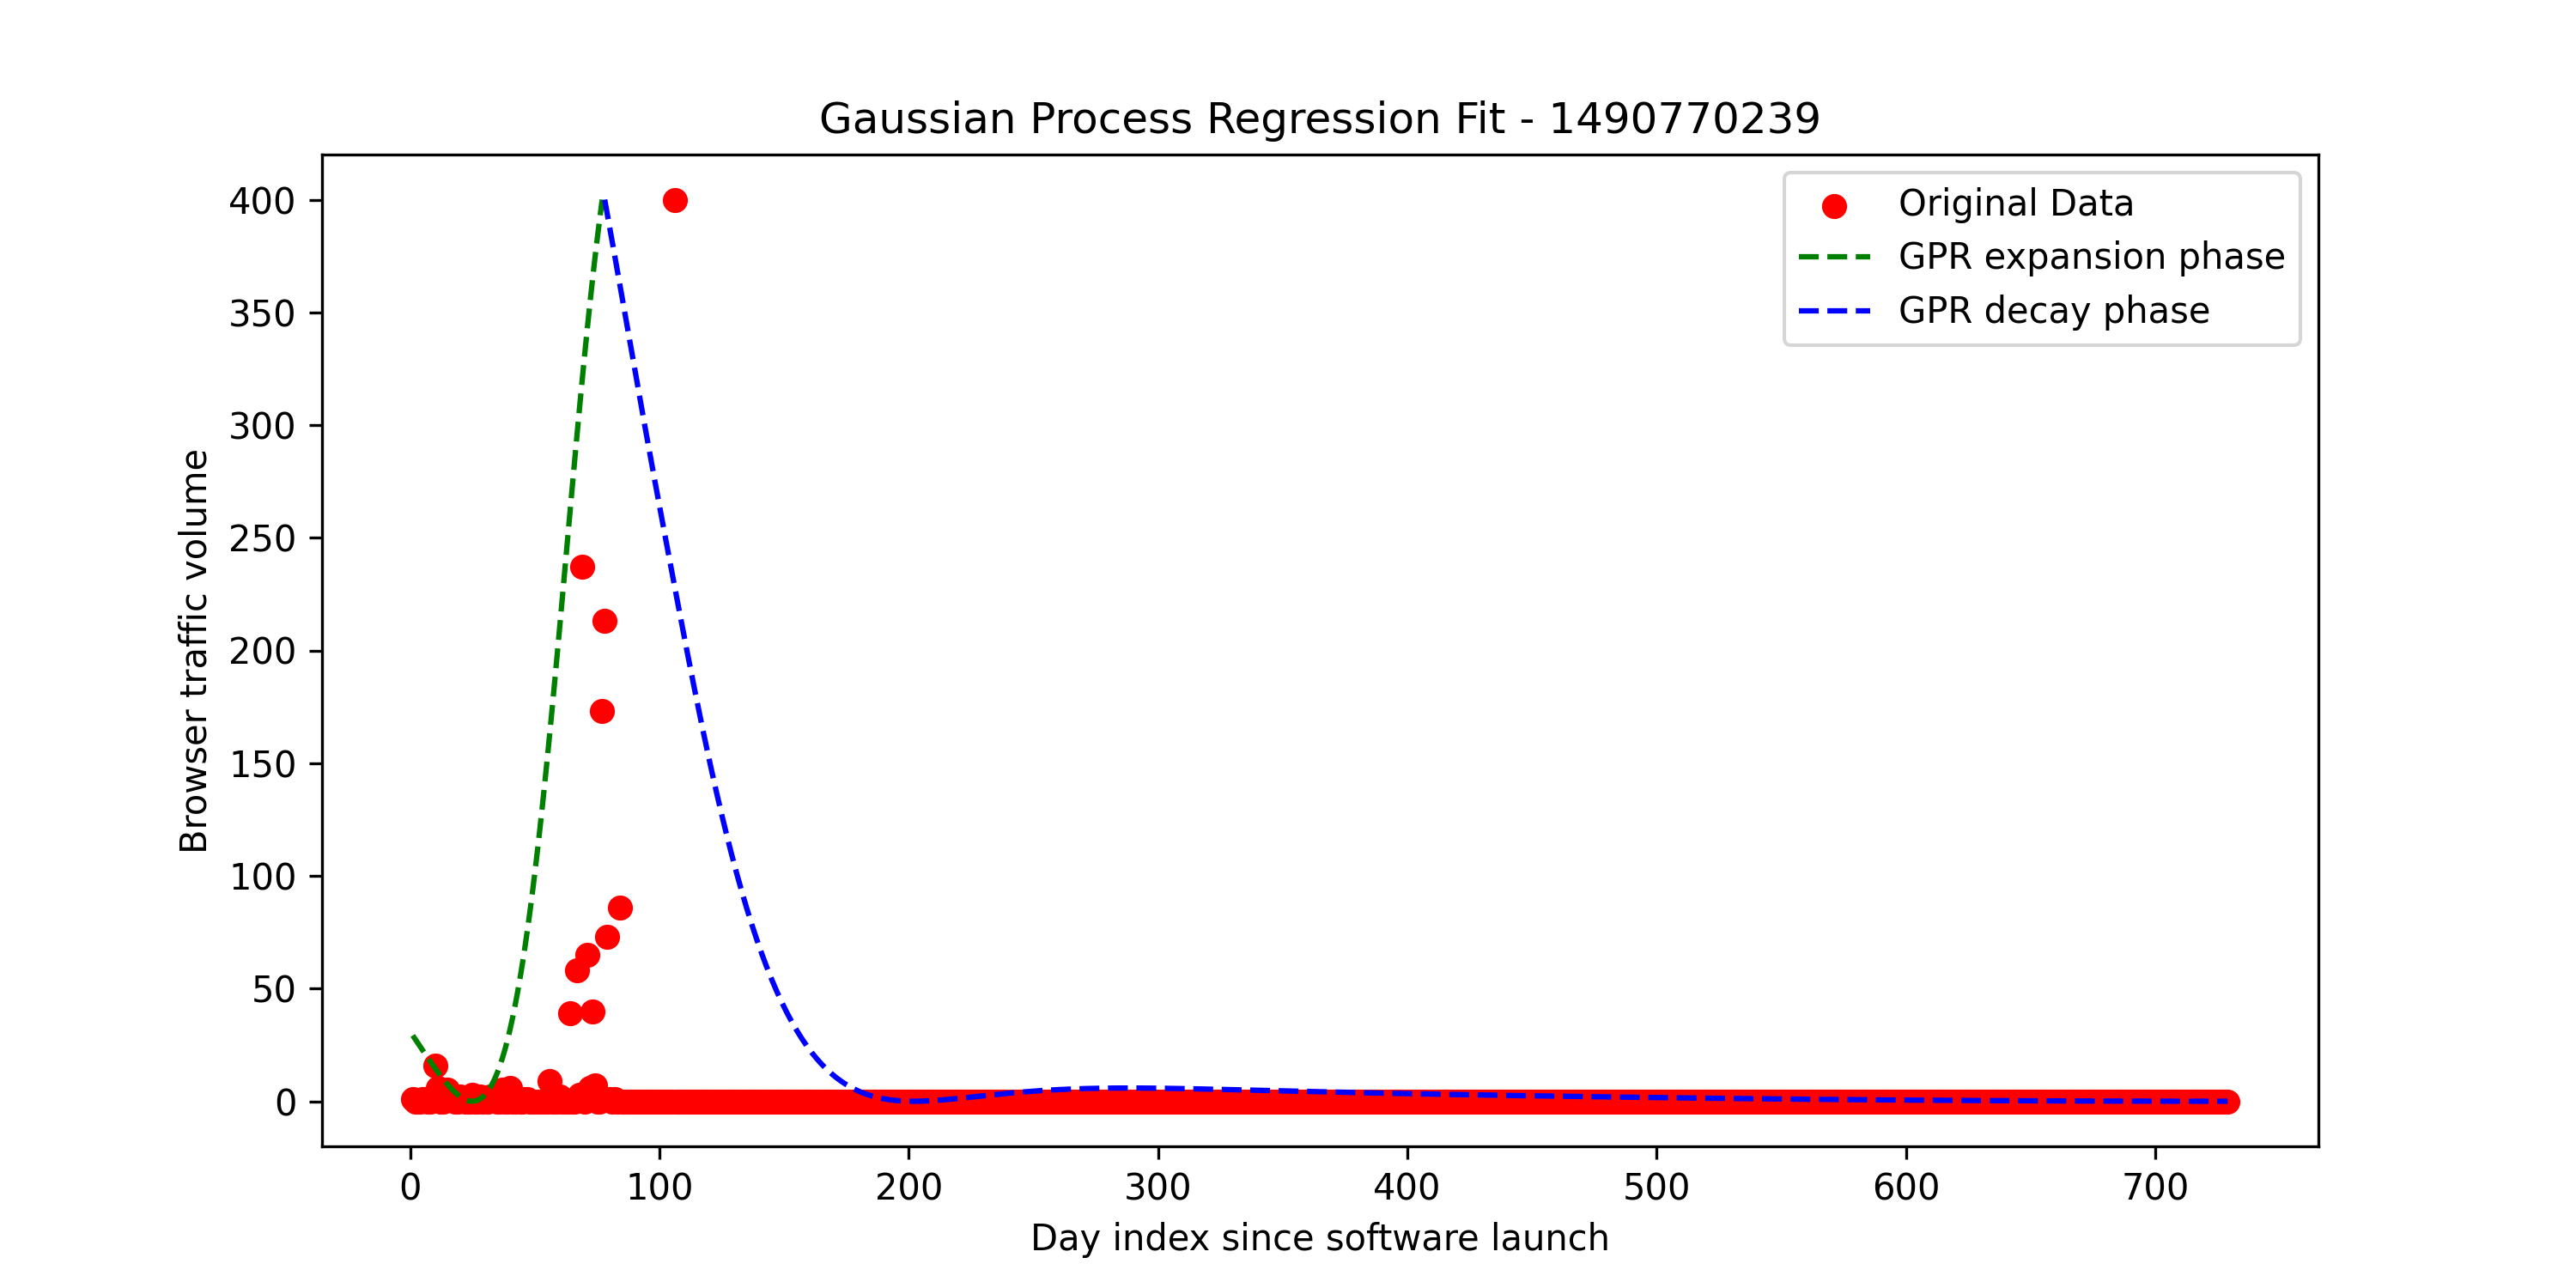 Gaussian Process Regression Fit - 1490770239
Original Data
GPR expansion phase
GPR decay phase
Browser traffic volume
400
350
300
250
200
150
100
50
0
0 100 200 300 400 500 600 700
Day index since software launch